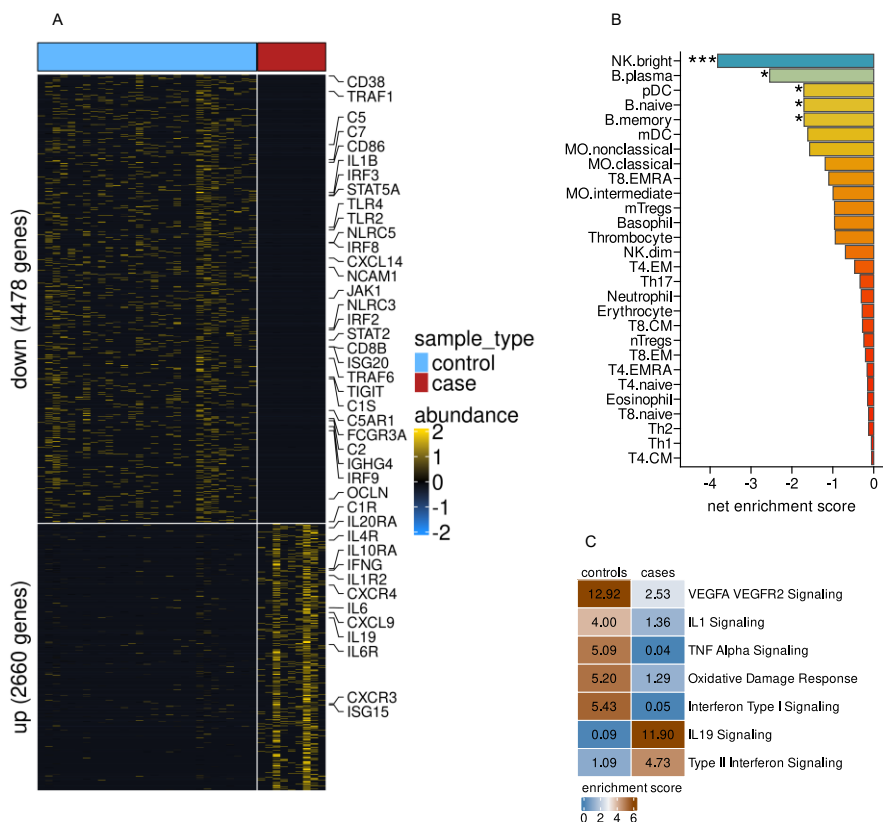 A
down (4478 genes)
up (2660 genes)
CD38
TRAF1
C5
C7
CD86
IL1B
IRF3
STAT5A
TLR4
TLR2
NLRC5
IRF8
CXCL14
NCAM1
JAK1
NLRC3
IRF2
STAT2
CD8B
ISG20
TRAF6
TIGIT
C1S
C5AR1
FCGR3A
C2
IGHG4
IRF9
OCLN
C1R
IL20RA
IL4R
IL10RA
IFNG
IL1R2
CXCR4
IL6
CXCL9
IL19
IL6R
CXCR3
ISG15
sample_type
control
case
abundance
2
1
0
-1
-2
B
NK.bright ***
B.plasma *
pDC *
B.naive *
B.memory *
mDC
MO.nonclassical
MO.classical
T8.EMRA
MO.intermediate
mTregs
Basophil
Thrombocyte
NK.dim
T4.EM
Th17
Neutrophil
Erythrocyte
T8.CM
nTregs
T8.EM
T4.EMRA
T4.naive
Eosinophil
T8.naive
Th2
Th1
T4.CM
-4 -3 -2 -1 0
net enrichment score
C
controls cases
12.92 2.53 VEGFA VEGFR2 Signaling
4.00 1.36 IL1 Signaling
5.09 0.04 TNF Alpha Signaling
5.20 1.29 Oxidative Damage Response
5.43 0.05 Interferon Type I Signaling
0.09 11.90 IL19 Signaling
1.09 4.73 Type II Interferon Signaling
enrichment score
0 2 4 6